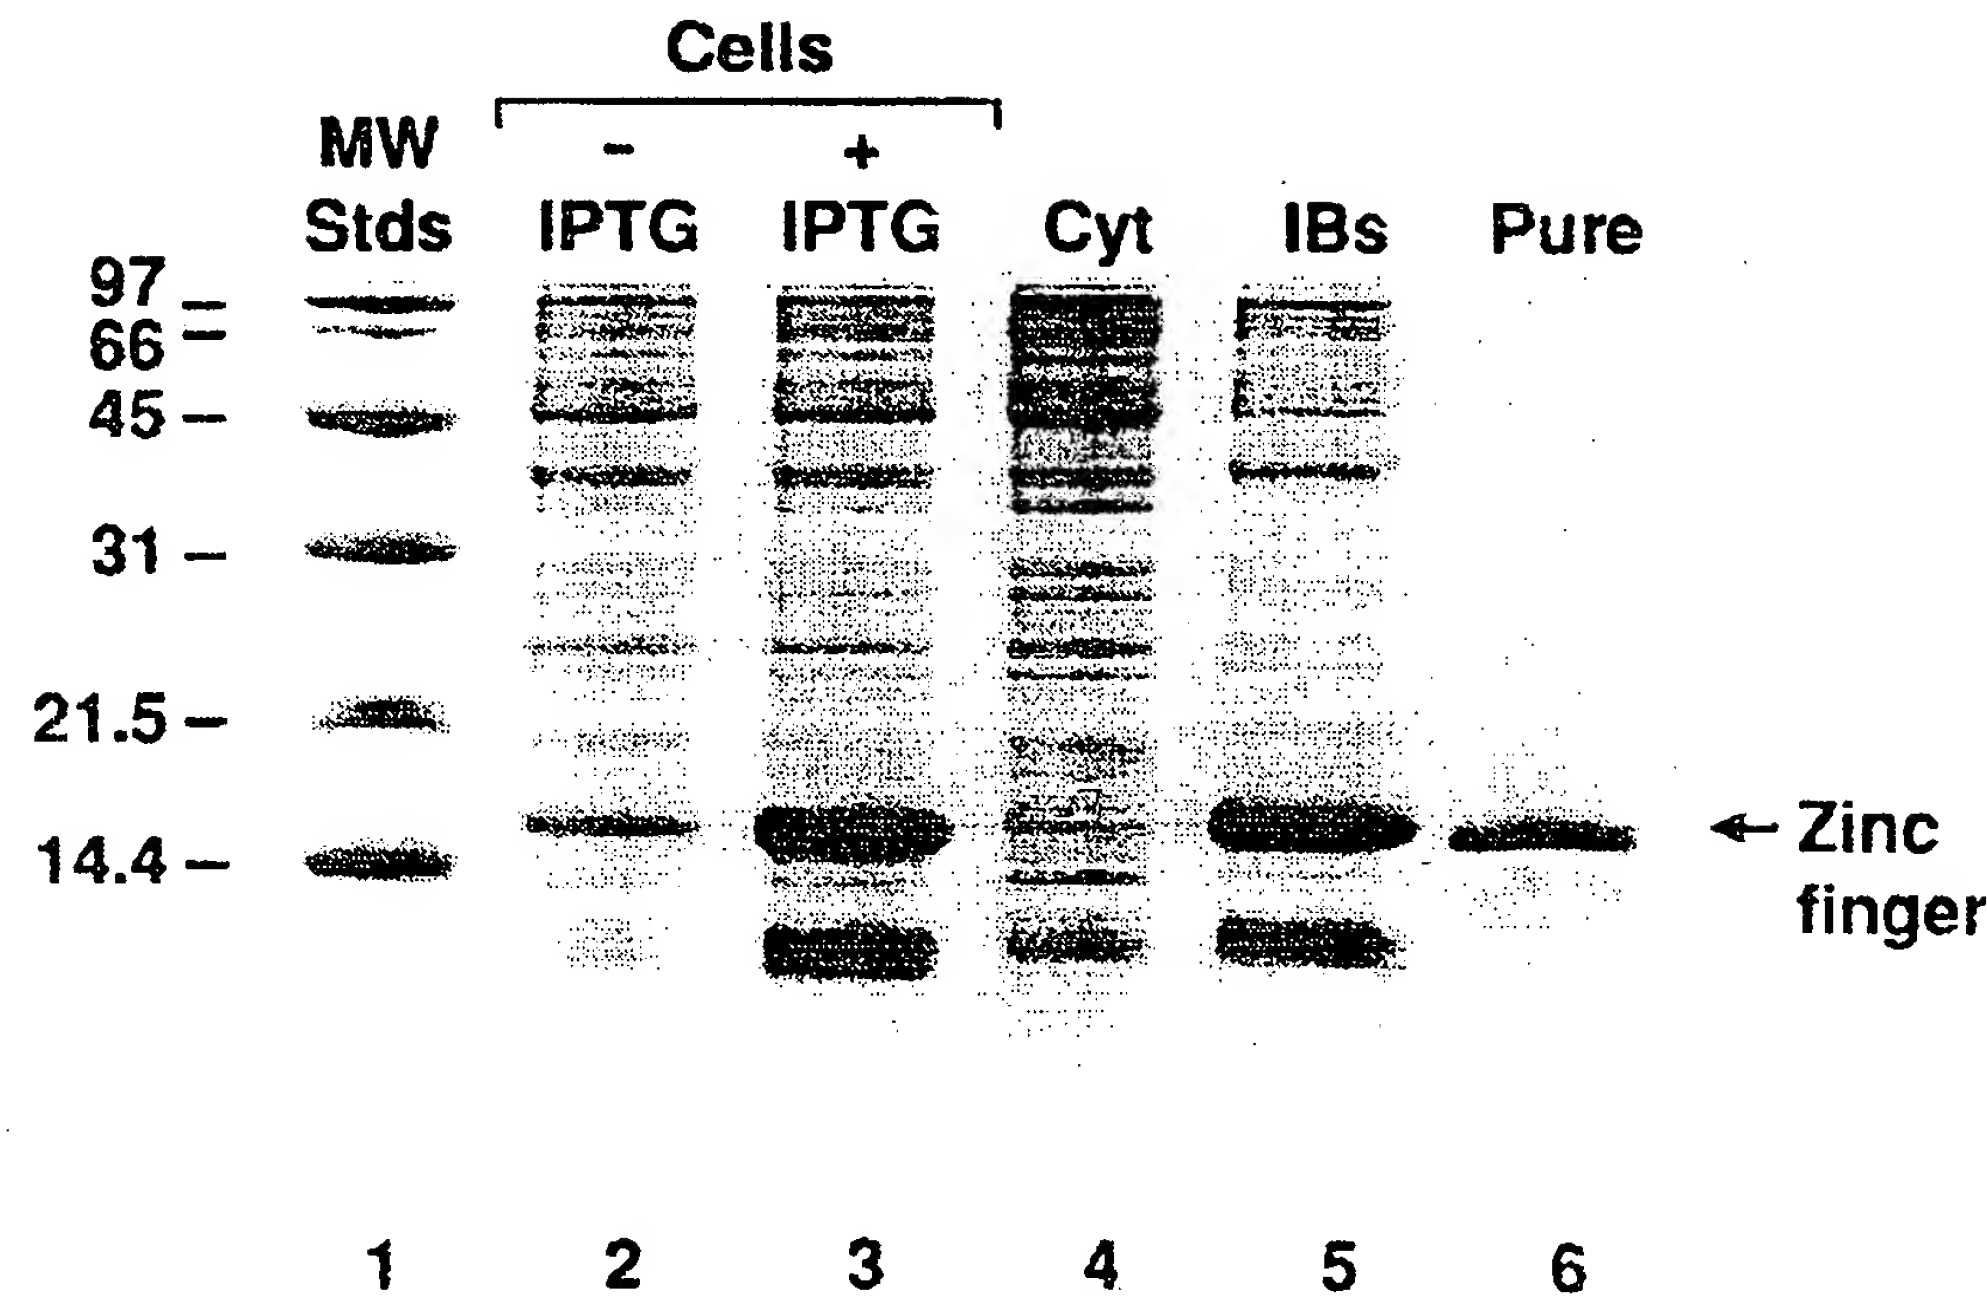 Cells
MW - +
Stds IPTG IPTG Cyt IBs Pure
97
66
45
31
21.5
14.4
Zinc
finger
1 2 3 4 5 6